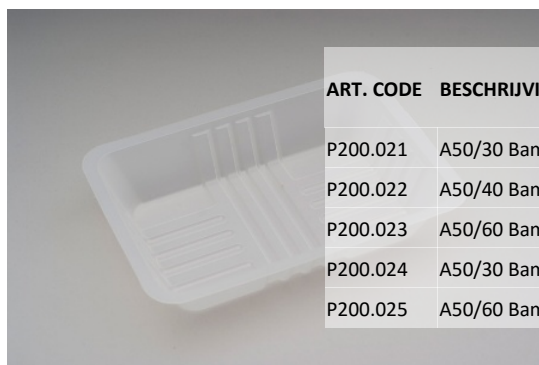 ART. CODE BESCHRIJVI
P200.021 A50/30 Ban
P200.022 A50/40 Ban
P200.023 A50/60 Ban
P200.024 A50/30 Ban
P200.025 A50/60 Ban